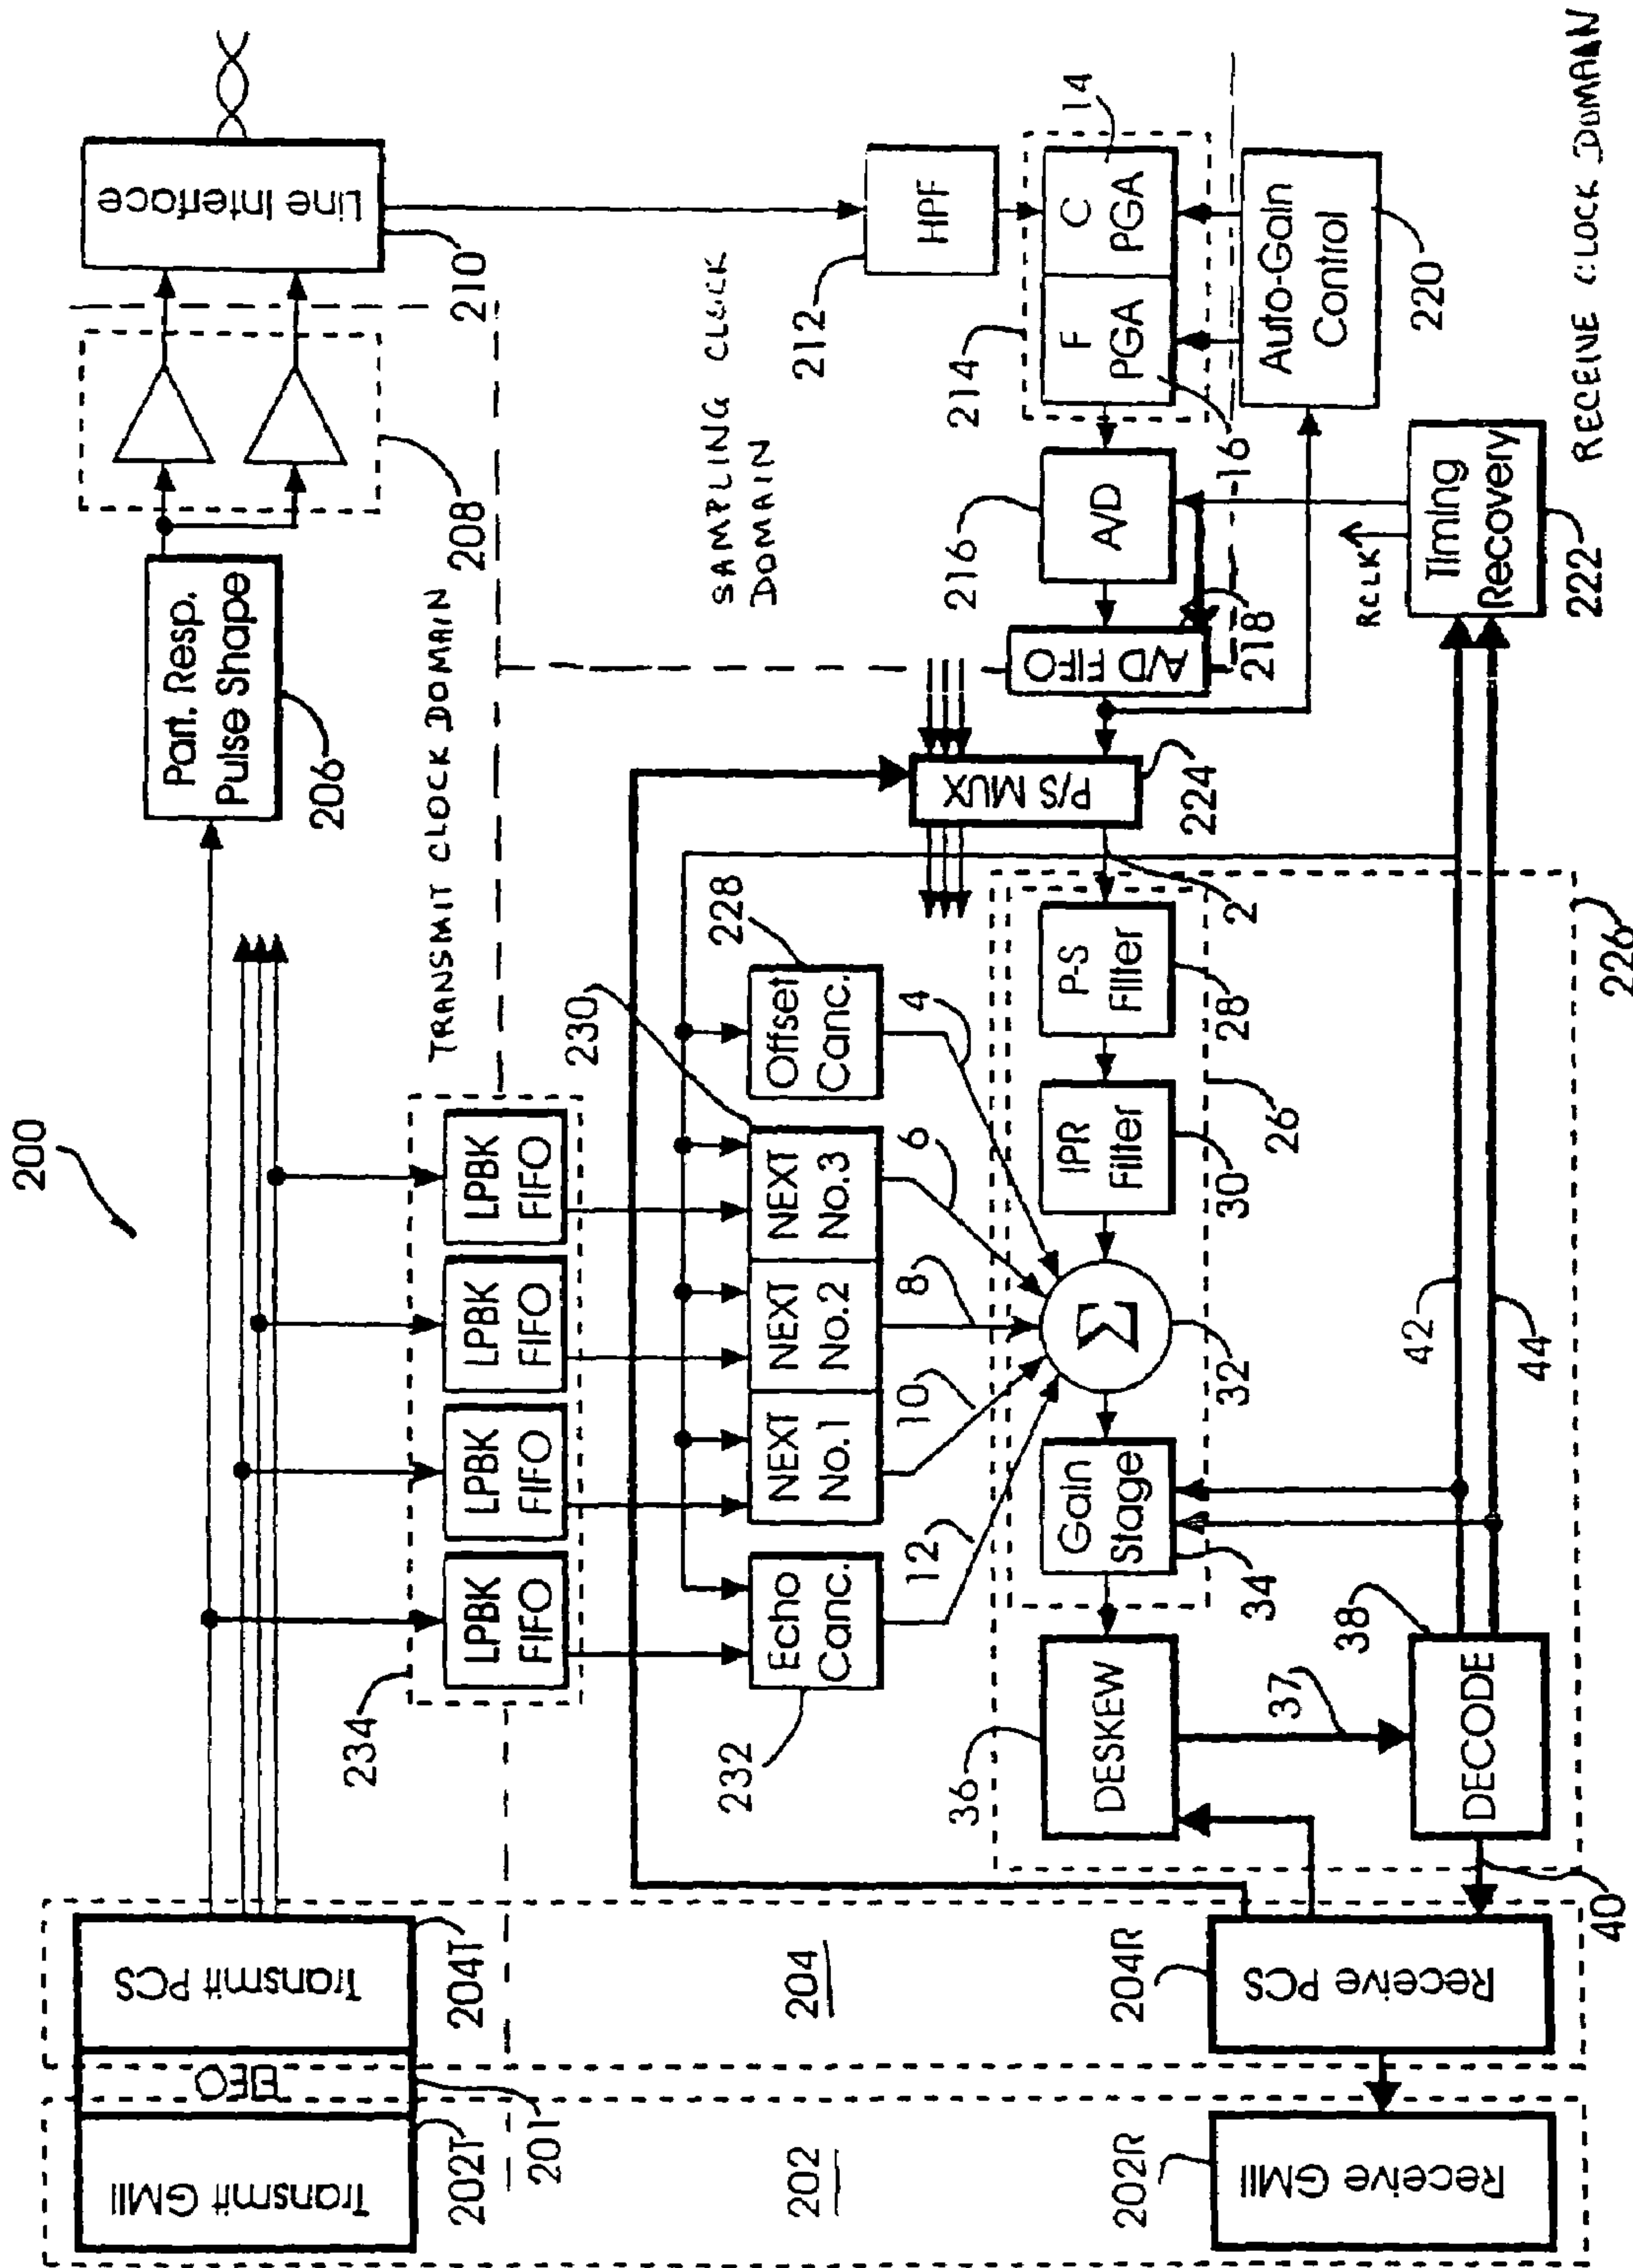 200
Transmit GMII
202T
FIFO
201
Transmit PCS
204T
Part. Resp.
Pulse Shape
206
208
Line Interface
210
TRANSMIT CLOCK DOMAIN
SAMPLING CLOCK
DOMAIN
234
LPBK
FIFO
LPBK
FIFO
LPBK
FIFO
LPBK
FIFO
230
228
232
Echo
Canc.
NEXT
No.1
NEXT
No.2
NEXT
No.3
Offset
Canc.
12
10
8
6
4
212
HPF
202
204
36
DESKEW
Gain
Stage
34
Σ
32
IPR
Filter
30
26
P-S
Filter
28
2
P/S MUX
224
A/D FIFO
218
216
A/D
214
F
PGA
C
PGA
14
16
Auto-Gain
Control
220
RCLK
Timing
Recovery
222
RECEIVE CLOCK DOMAIN
37
38
DECODE
40
42
44
226
202R
Receive GMII
204R
Receive PCS